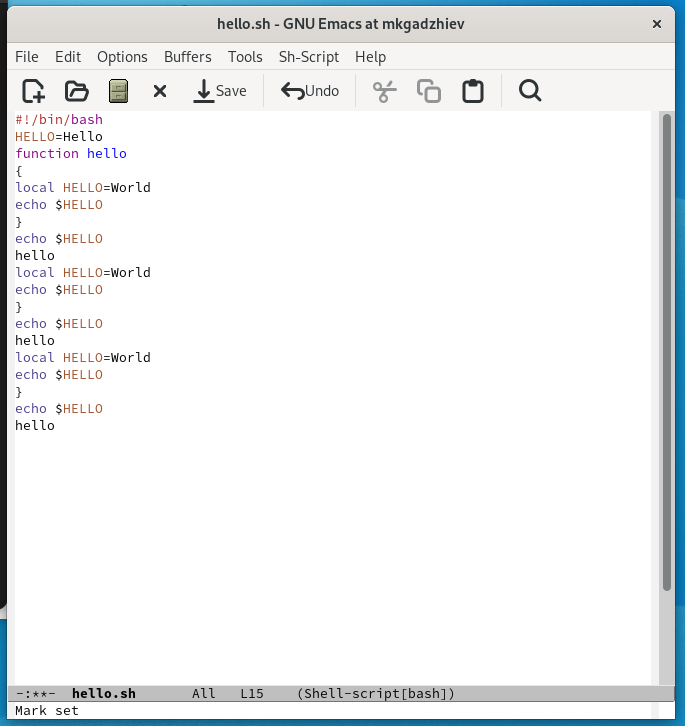 hello.sh - GNU Emacs at mkgadzhiev
File Edit Options Buffers Tools Sh-Script Help
Save Undo
#!/bin/bash
HELLO=Hello
function hello
{
local HELLO=World
echo $HELLO
}
echo $HELLO
hello
local HELLO=World
echo $HELLO
}
echo $HELLO
hello
local HELLO=World
echo $HELLO
}
echo $HELLO
hello
-:**- hello.sh All L15 (Shell-script[bash])
Mark set